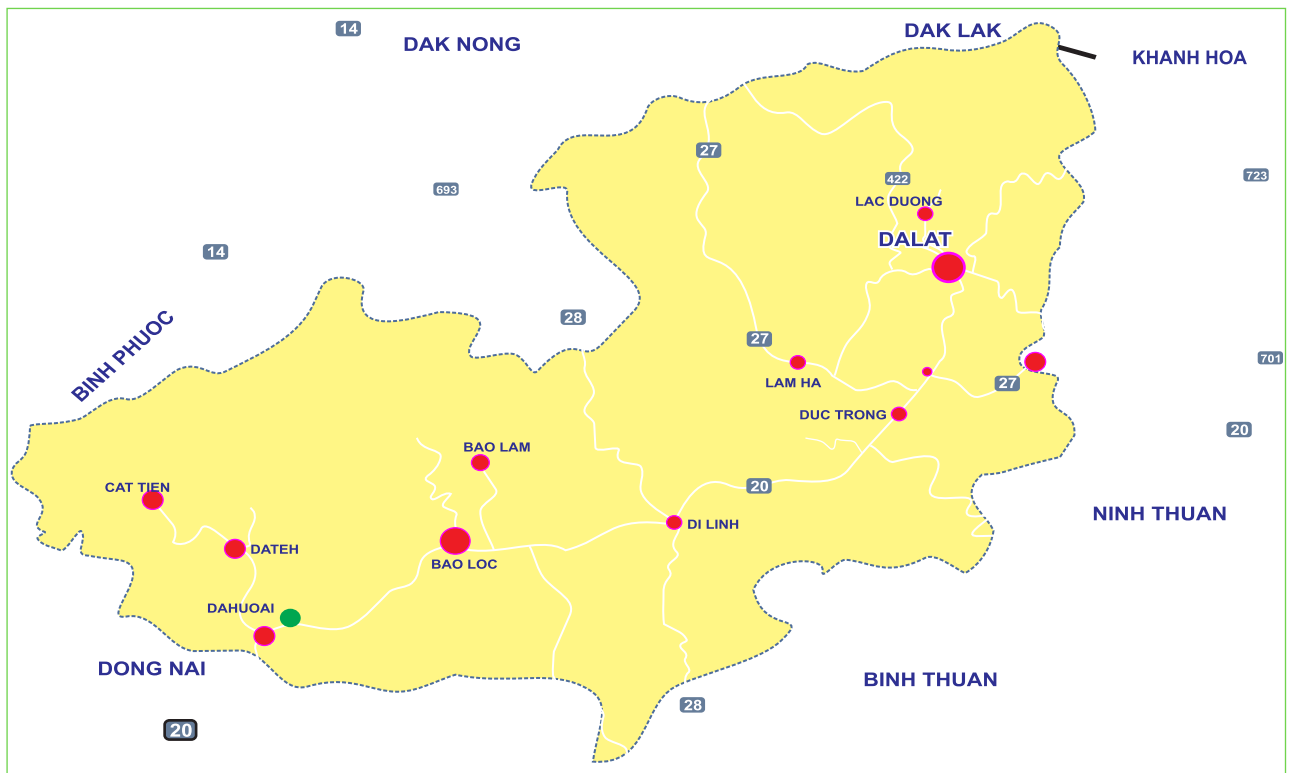 14
DAK NONG
DAK LAK
KHANHHOA
27
422
723
693
LAC DUONG
DALAT
14
BINH PHUOC
28
27
701
LAM HA
27
DUC TRONG
20
BAO LAM
CAT TIEN
20
NINH THUAN
DI LINH
DATEH
BAO LOC
DAHUOAI
DONG NAI
BINH THUAN
28
20